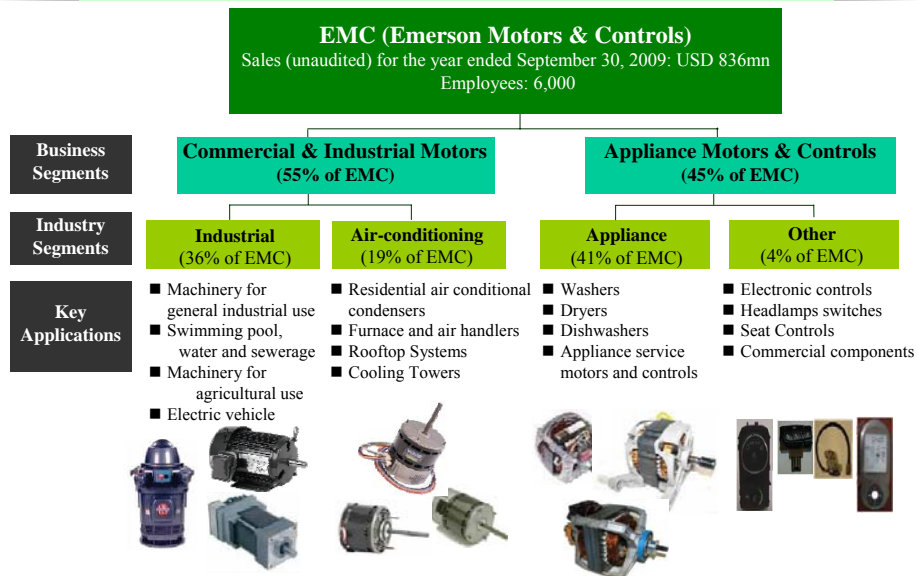 EMC (Emerson Motors & Controls)
Sales (unaudited) for the year ended September 30, 2009: USD 836mn
Employees: 6,000
Business
Segments
Commercial & Industrial Motors
(55% of EMC)
Appliance Motors & Controls
(45% of EMC)
Industry
Segments
Industrial
(36% of EMC)
Air-conditioning
(19% of EMC)
Appliance
(41% of EMC)
Other
(4% of EMC)
Key
Applications
■ Machinery for
general industrial use
■ Swimming pool,
water and sewerage
■ Machinery for
agricultural use
■ Electric vehicle
■ Residential air conditional
condensers
■ Furnace and air handlers
■ Rooftop Systems
■ Cooling Towers
■ Washers
■ Dryers
■ Dishwashers
■ Appliance service
motors and controls
■ Electronic controls
■ Headlamps switches
■ Seat Controls
■ Commercial components